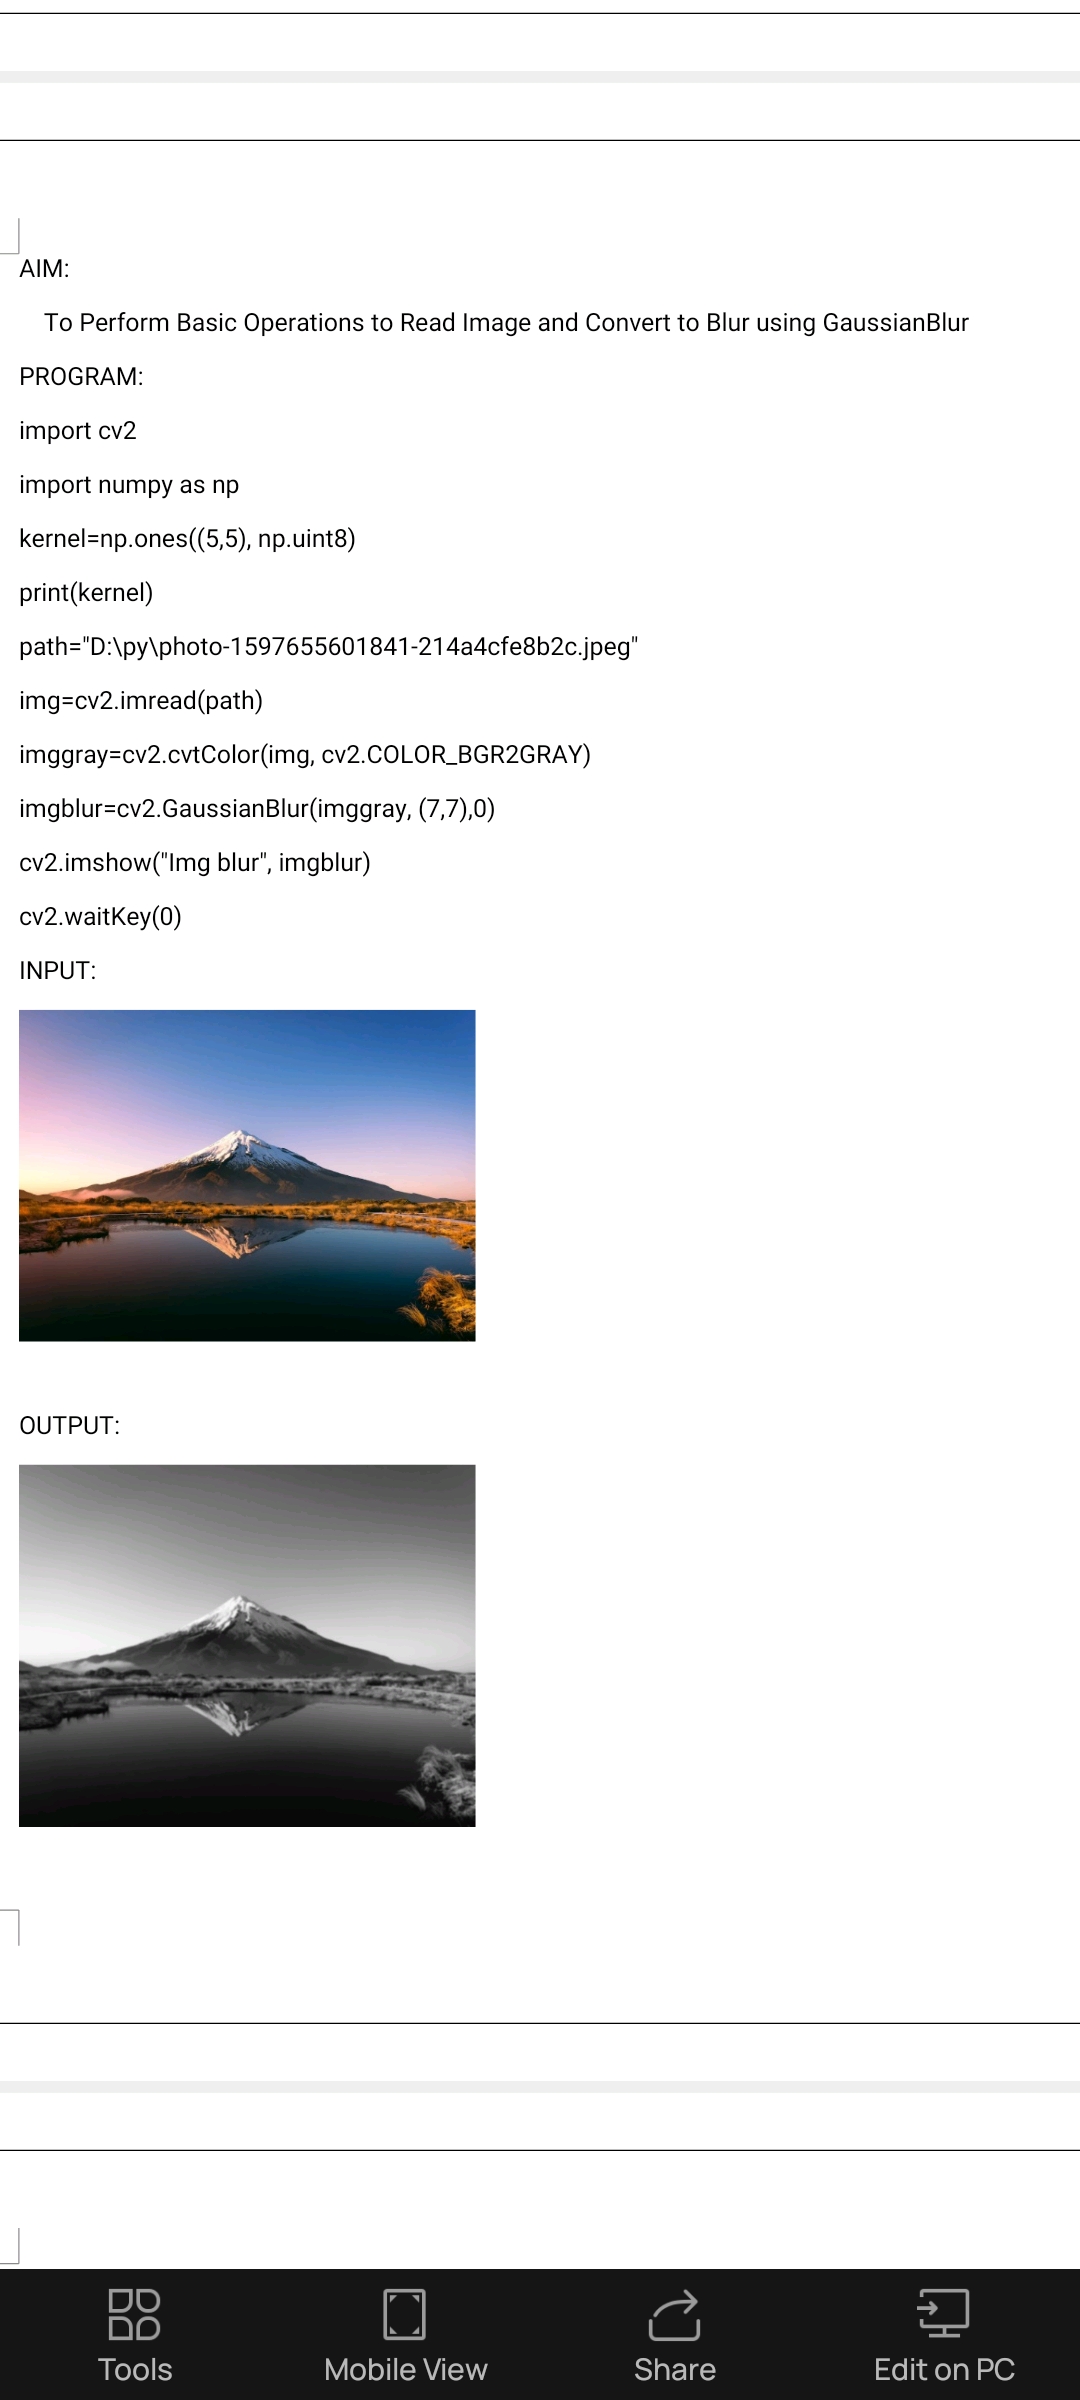 AIM:
To Perform Basic Operations to Read Image and Convert to Blur using GaussianBlur
PROGRAM:
import cv2
import numpy as np
kernel=np.ones((5,5), np.uint8)
print(kernel)
path="D:\py\photo-1597655601841-214a4cfe8b2c.jpeg"
img=cv2.imread(path)
imggray=cv2.cvtColor(img, cv2.COLOR_BGR2GRAY)
imgblur=cv2.GaussianBlur(imggray, (7,7),0)
cv2.imshow("Img blur", imgblur)
cv2.waitKey(0)
INPUT:
OUTPUT:
Tools
Mobile View
Share
Edit on PC